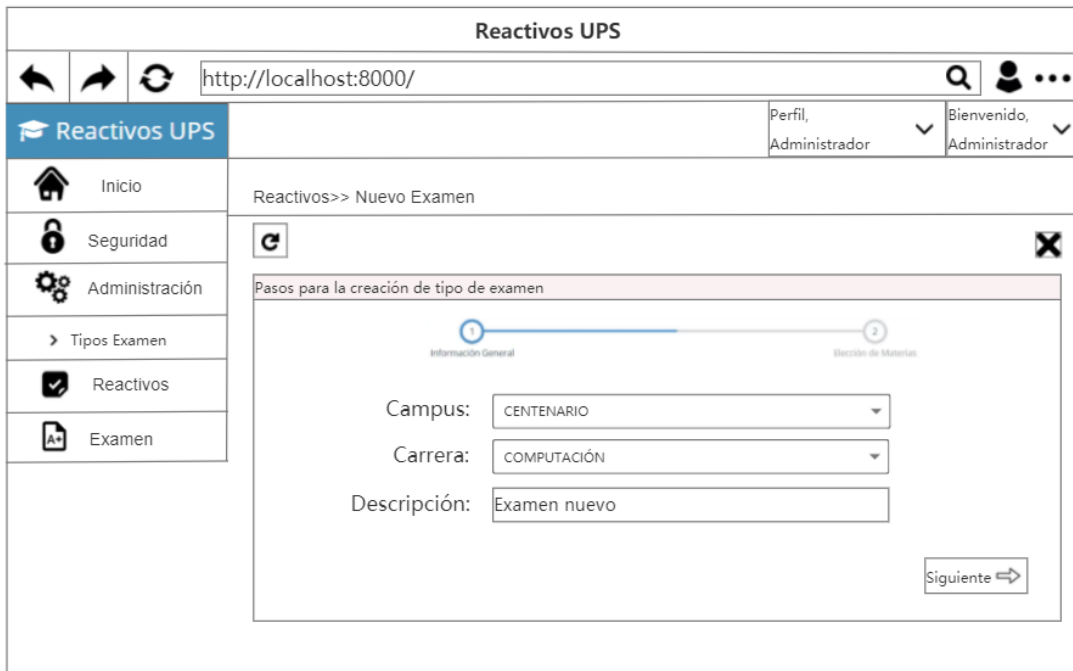 Reactivos UPS
http://localhost:8000/
Reactivos UPS
Perfil,
Administrador
Bienvenido,
Administrador
Inicio
Seguridad
Administración
Tipos Examen
Reactivos
A+
Examen
Reactivos>> Nuevo Examen
Pasos para la creación de tipo de examen
1
2
Información General
Elección de Materias
Campus:
CENTENARIO
Carrera:
COMPUTACIÓN
Descripción:
Examen nuevo
Siguiente